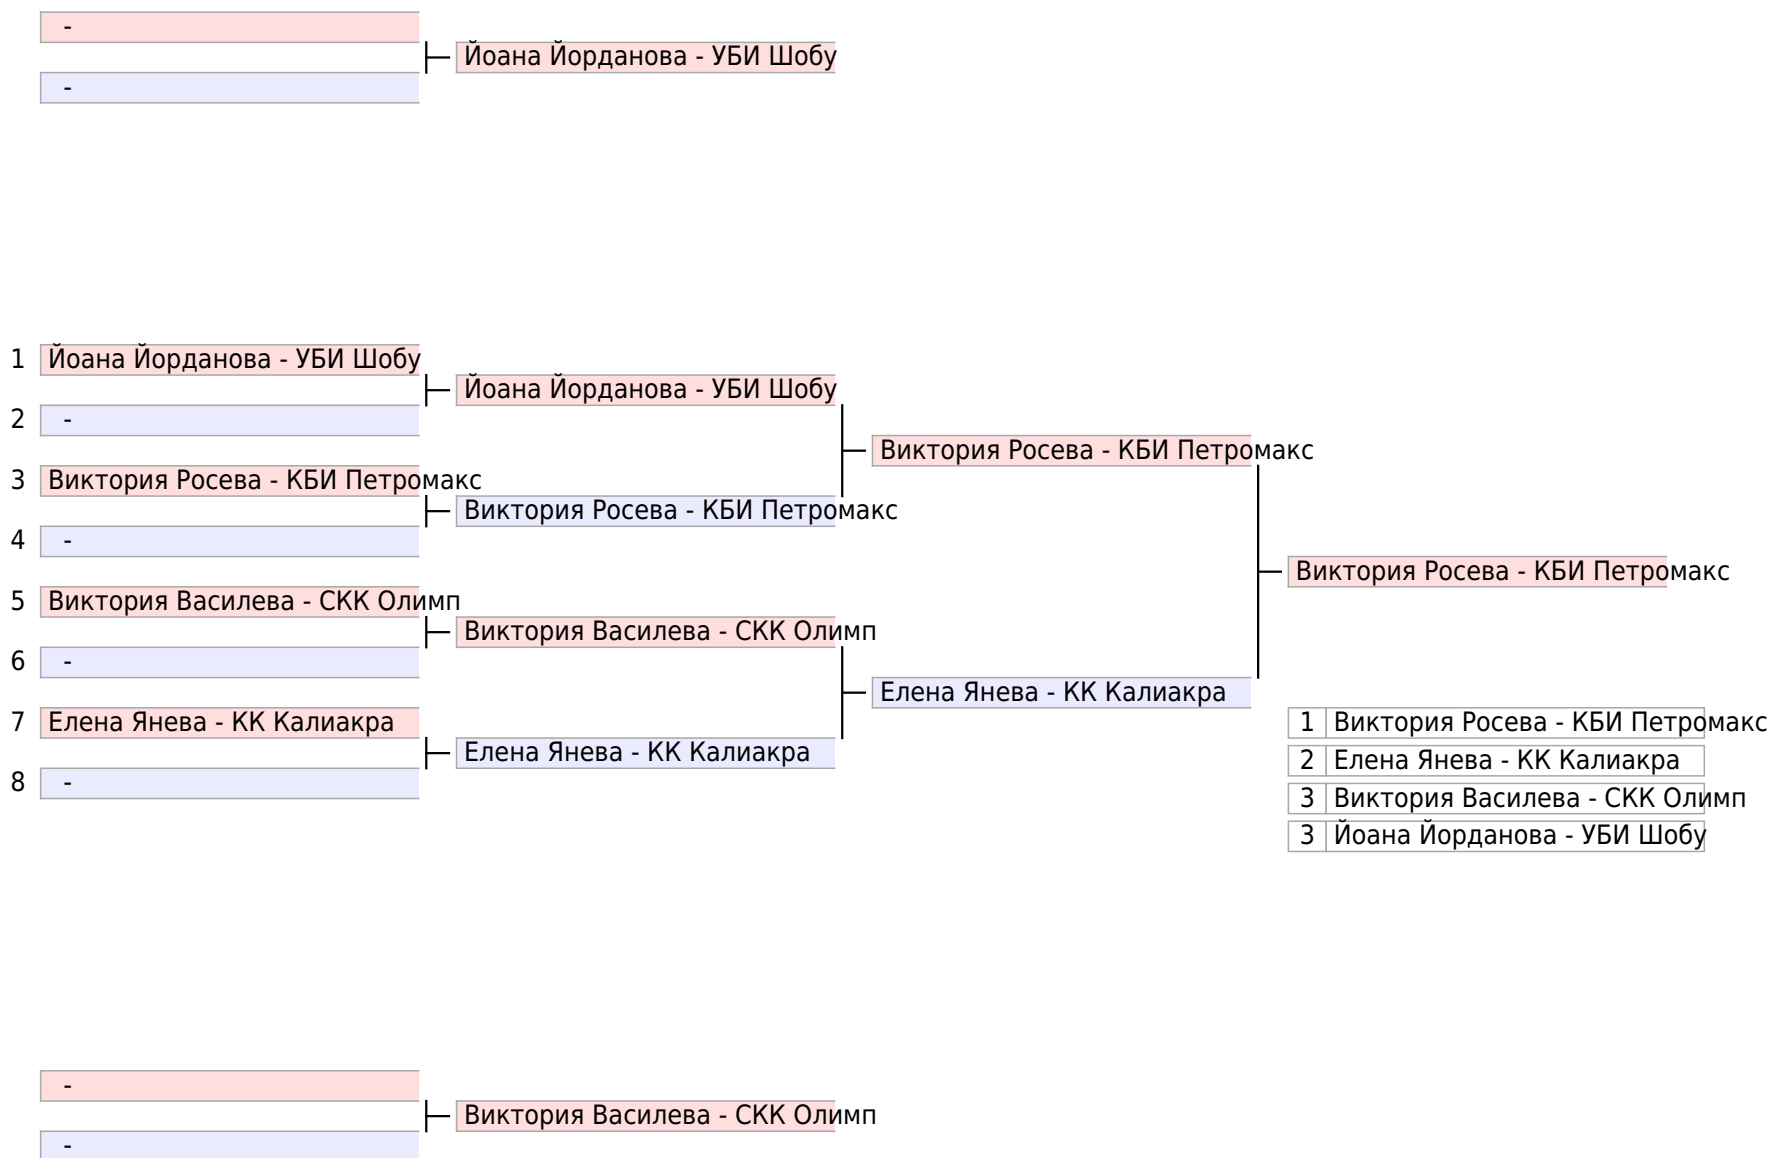 -
Йоана Йорданова - УБИ Шобу
-
1 Йоана Йорданова - УБИ Шобу
Йоана Йорданова - УБИ Шобу
2 -
Виктория Росева - КБИ Петромакс
3 Виктория Росева - КБИ Петромакс
Виктория Росева - КБИ Петромакс
4 -
Виктория Росева - КБИ Петромакс
5 Виктория Василева - СКК Олимп
Виктория Василева - СКК Олимп
6 -
Елена Янева - КК Калиакра
7 Елена Янева - КК Калиакра
1 Виктория Росева - КБИ Петромакс
Елена Янева - КК Калиакра
2 Елена Янева - КК Калиакра
8 -
3 Виктория Василева - СКК Олимп
3 Йоана Йорданова - УБИ Шобу
-
Виктория Василева - СКК Олимп
-